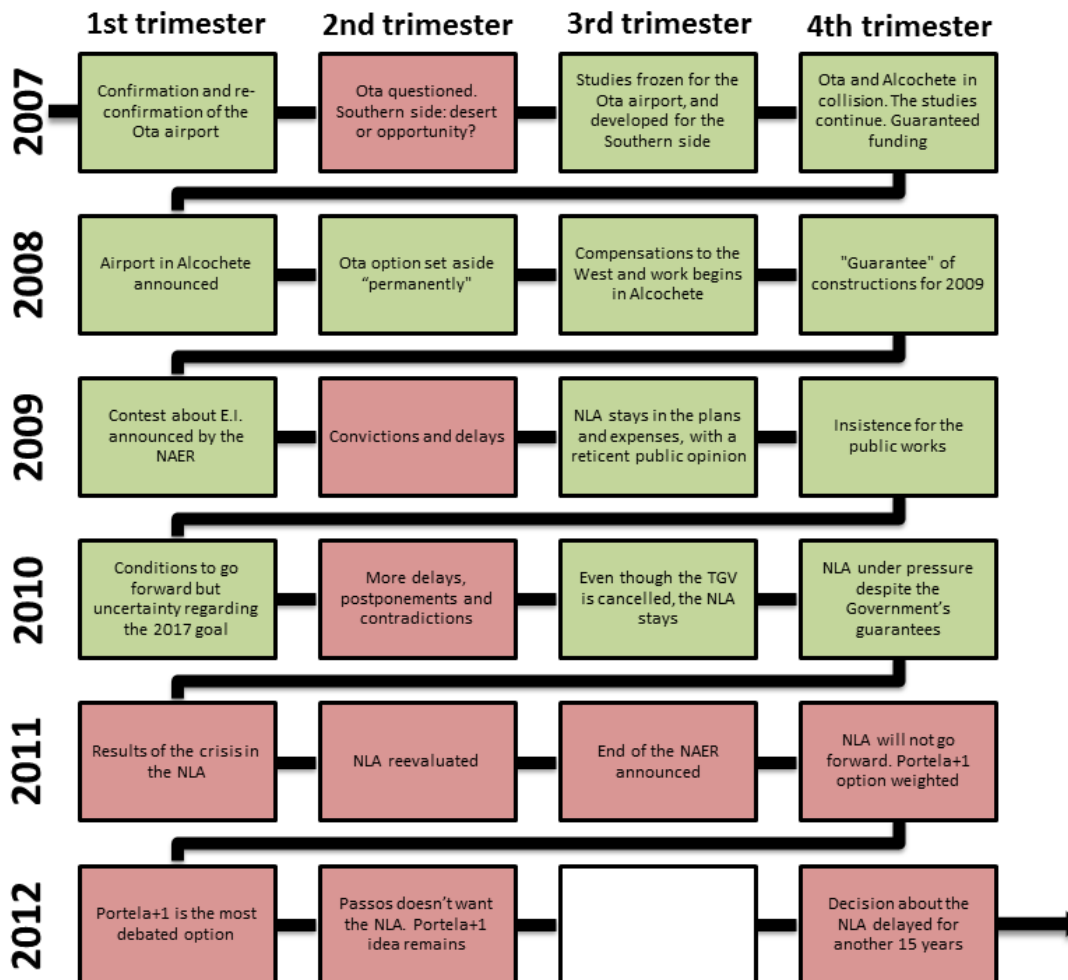 1st trimester
2nd trimester
3rd trimester
4th trimester
2007
Confirmation and re-
confirmation of the
Ota airport
Ota questioned.
Southern side: desert
or opportunity?
Studies frozen for the
Ota airport, and
developed for the
Southern side
Ota and Alcochete in
collision. The studies
continue. Guaranteed
funding
2008
Airport in Alcochete
announced
Ota option set aside
“permanently"
Compensations to the
West and work begins
in Alcochete
"Guarantee" of
constructions for 2009
2009
Contest about E.I.
announced by the
NAER
Convictions and delays
NLA stays in the plans
and expenses, with a
reticent public opinion
Insistence for the
public works
2010
Conditions to go
forward but
uncertainty regarding
the 2017 goal
More delays,
postponements and
contradictions
Even though the TGV
is cancelled, the NLA
stays
NLA under pressure
despite the
Government’s
guarantees
2011
Results of the crisis in
the NLA
NLA reevaluated
End of the NAER
announced
NLA will not go
forward. Portela+1
option weighted
2012
Portela+1 is the most
debated option
Passos doesn’t want
the NLA. Portela+1
idea remains
Decision about the
NLA delayed for
another 15 years